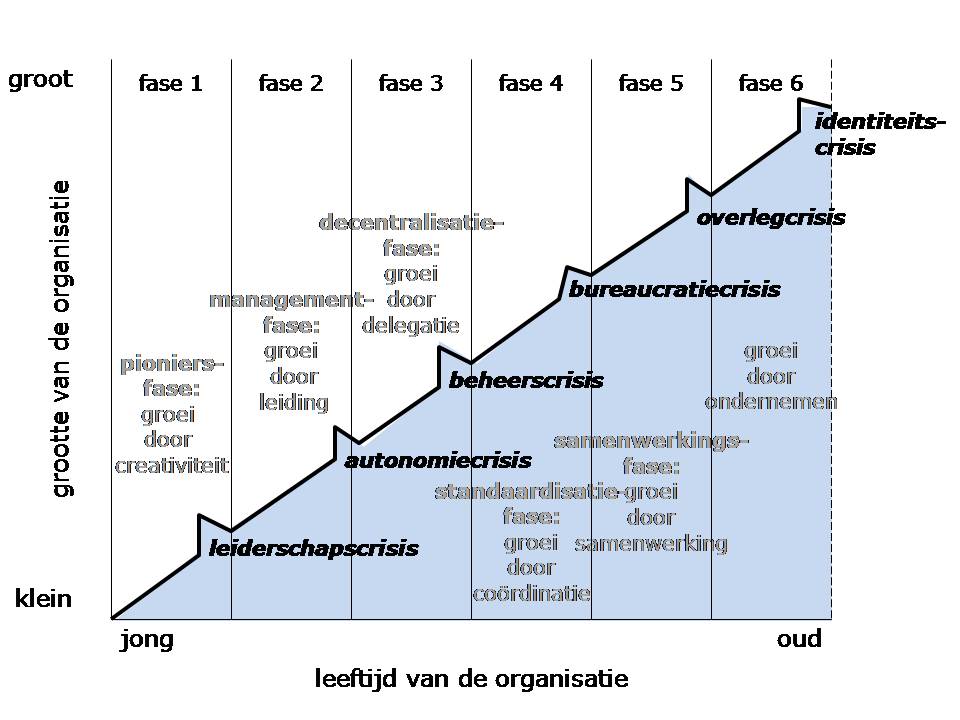 groot
fase 1
fase 2
fase 3
fase 4
fase 5
fase 6
identiteits-
crisis
overlegcrisis
bureaucratiecrisis
beheerscrisis
autonomiecrisis
leiderschapscrisis
pioniers-
fase:
groei
door
creativiteit
management-
fase:
groei
door
leiding
decentralisatie-
fase:
groei
door
delegatie
standaardisatie-
fase:
groei
door
coördinatie
samenwerkings-
fase:
groei
door
samenwerking
groei
door
ondernemen
grootte van de organisatie
klein
jong
oud
leeftijd van de organisatie